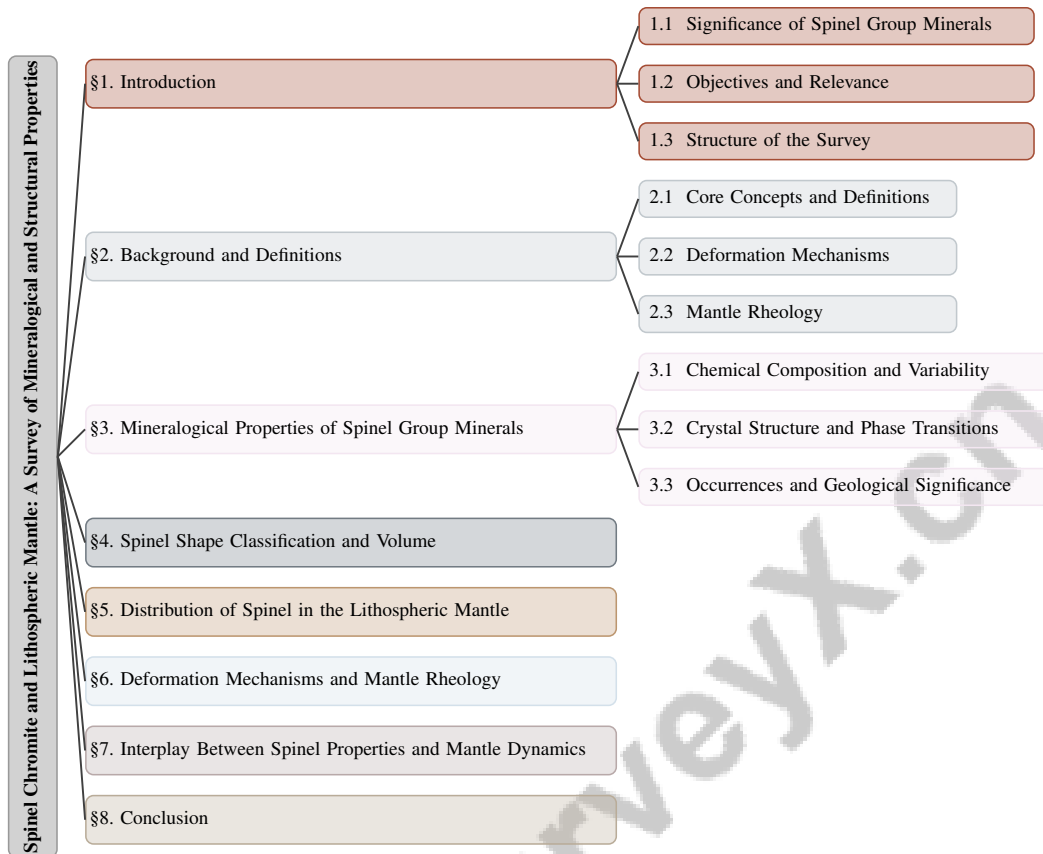 Spinel Chromite and Lithospheric Mantle: A Survey of Mineralogical and Structural Properties
§1. Introduction
1.1 Significance of Spinel Group Minerals
1.2 Objectives and Relevance
1.3 Structure of the Survey
§2. Background and Definitions
2.1 Core Concepts and Definitions
2.2 Deformation Mechanisms
2.3 Mantle Rheology
§3. Mineralogical Properties of Spinel Group Minerals
3.1 Chemical Composition and Variability
3.2 Crystal Structure and Phase Transitions
3.3 Occurrences and Geological Significance
§4. Spinel Shape Classification and Volume
§5. Distribution of Spinel in the Lithospheric Mantle
§6. Deformation Mechanisms and Mantle Rheology
§7. Interplay Between Spinel Properties and Mantle Dynamics
§8. Conclusion
rveyx.cn